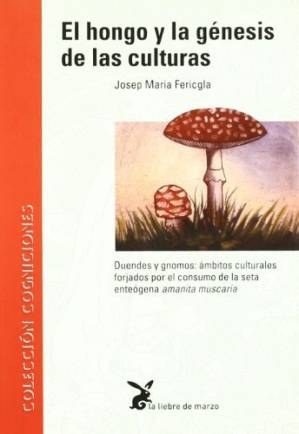 El hongo y la génesis
de las culturas
Josep Maria Fericgla
Duendes y gnomos: ámbitos culturales
forjados por el consumo de la seta
enteógena amanita muscaria
COLECCIÓN COGNICIONES
la liebre de marzo